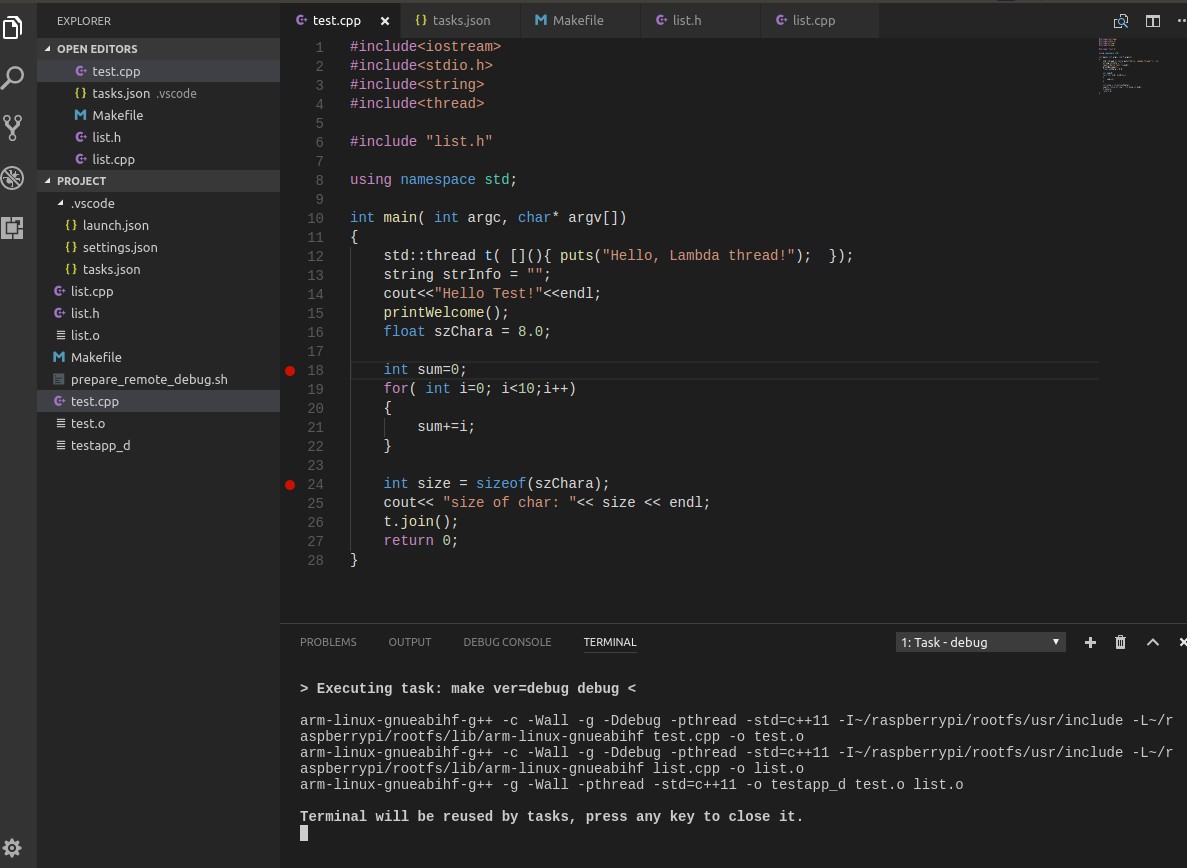 EXPLORER
OPEN EDITORS
test.cpp
tasks.json .vscode
Makefile
list.h
list.cpp
PROJECT
.vscode
launch.json
settings.json
tasks.json
list.cpp
list.h
list.o
Makefile
prepare_remote_debug.sh
test.cpp
test.o
testapp_d
test.cpp tasks.json Makefile list.h list.cpp
1 #include<iostream>
2 #include<stdio.h>
3 #include<string>
4 #include<thread>
5
6 #include "list.h"
7
8 using namespace std;
9
10 int main( int argc, char* argv[])
11 {
12     std::thread t( [](){ puts("Hello, Lambda thread!");  });
13     string strInfo = "";
14     cout<<"Hello Test!"<<endl;
15     printWelcome();
16     float szChara = 8.0;
17
18     int sum=0;
19     for( int i=0; i<10;i++)
20     {
21         sum+=i;
22     }
23
24     int size = sizeof(szChara);
25     cout<< "size of char: "<< size << endl;
26     t.join();
27     return 0;
28 }
PROBLEMS OUTPUT DEBUG CONSOLE TERMINAL 1: Task - debug
> Executing task: make ver=debug debug <
arm-linux-gnueabihf-g++ -c -Wall -g -Ddebug -pthread -std=c++11 -I~/raspberrypi/rootfs/usr/include -L~/r
aspberrypi/rootfs/lib/arm-linux-gnueabihf test.cpp -o test.o
arm-linux-gnueabihf-g++ -c -Wall -g -Ddebug -pthread -std=c++11 -I~/raspberrypi/rootfs/usr/include -L~/r
aspberrypi/rootfs/lib/arm-linux-gnueabihf list.cpp -o list.o
arm-linux-gnueabihf-g++ -g -Wall -pthread -std=c++11 -o testapp_d test.o list.o
Terminal will be reused by tasks, press any key to close it.